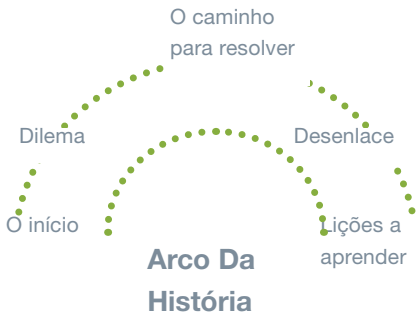 O caminho
para resolver
Dilema
Desenlace
O início
Lições a
aprender
Arco Da
História